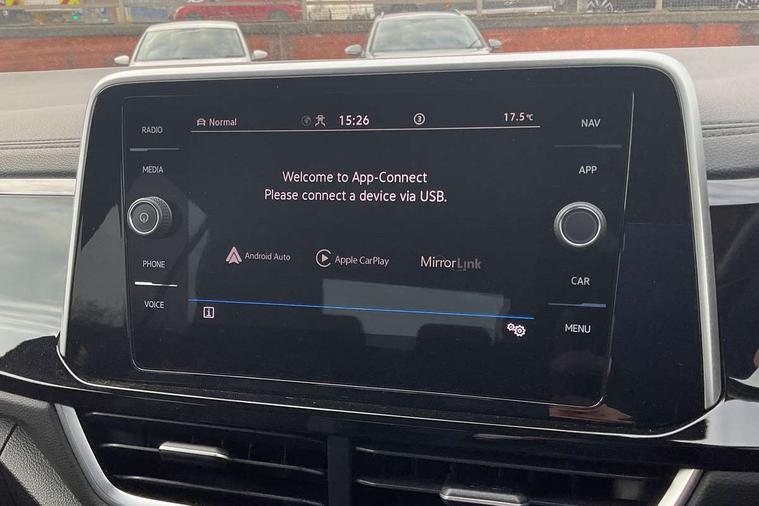 RADIO
MEDIA
PHONE
VOICE
Normal 15:26 3 17.5°C
Welcome to App-Connect
Please connect a device via USB.
Android Auto Apple CarPlay MirrorLink
i
NAV
APP
CAR
MENU